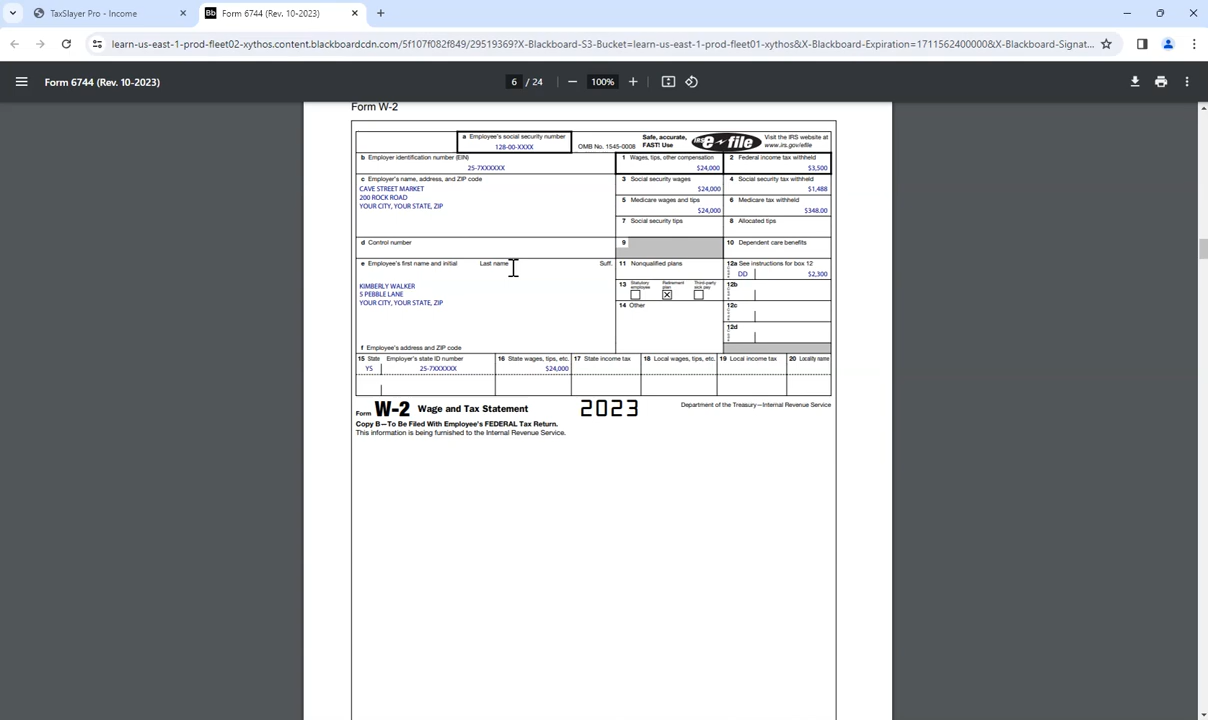 TaxSlayer Pro - Income
Bb Form 6744 (Rev. 10-2023)
learn-us-east-1-prod-fleet02-xythos.content.blackboardcdn.com/5f107f082f849/29519369?X-Blackboard-S3-Bucket=learn-us-east-1-prod-fleet01-xythos&X-Blackboard-Expiration=1711562400000&X-Blackboard-Signat...
Form 6744 (Rev. 10-2023)
6 / 24
100%
Form W-2
a Employee's social security number
128-00-XXXX
OMB No. 1545-0008
Safe, accurate,
FAST! Use
IRS e-file
Visit the IRS website at
www.irs.gov/efile
b Employer identification number (EIN)
25-7XXXXXX
1 Wages, tips, other compensation
$24,000
2 Federal income tax withheld
$3,500
c Employer's name, address, and ZIP code
CAVE STREET MARKET
200 ROCK ROAD
YOUR CITY, YOUR STATE, ZIP
3 Social security wages
$24,000
4 Social security tax withheld
$1,488
5 Medicare wages and tips
$24,000
6 Medicare tax withheld
$348.00
7 Social security tips
8 Allocated tips
d Control number
9
10 Dependent care benefits
e Employee's first name and initial Last name Suff.
KIMBERLY WALKER
5 PEBBLE LANE
YOUR CITY, YOUR STATE, ZIP
11 Nonqualified plans
12a See instructions for box 12
DD $2,300
13 Statutory employee Retirement plan Third-party sick pay
12b
14 Other
12c
12d
f Employee's address and ZIP code
15 State Employer's state ID number
YS 25-7XXXXXX
16 State wages, tips, etc.
$24,000
17 State income tax
18 Local wages, tips, etc.
19 Local income tax
20 Locality name
Form W-2 Wage and Tax Statement
2023
Department of the Treasury—Internal Revenue Service
Copy B—To Be Filed With Employee's FEDERAL Tax Return.
This information is being furnished to the Internal Revenue Service.